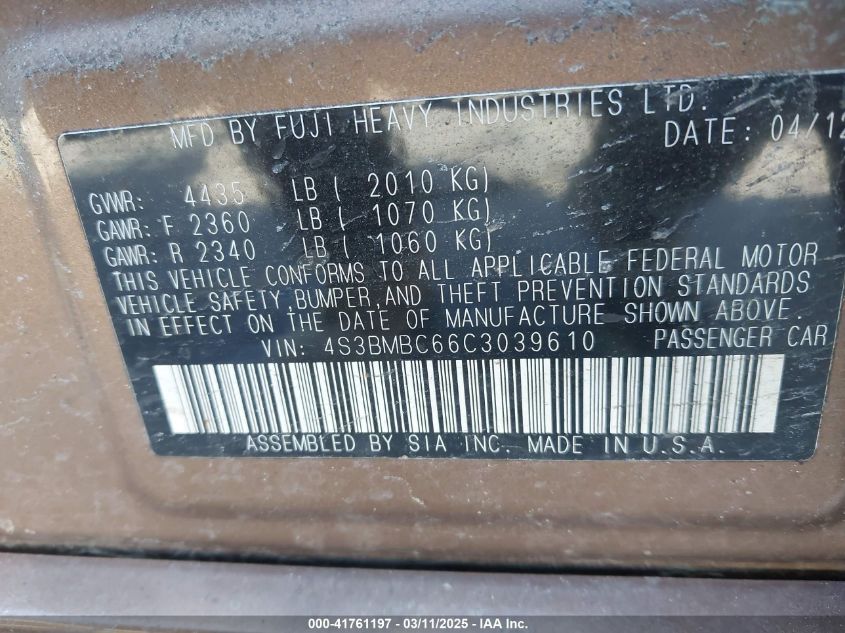 MFD BY FUJI HEAVY INDUSTRIES LTD.
DATE: 04/12
GVWR: 4435 LB ( 2010 KG)
GAWR: F 2360 LB ( 1070 KG)
GAWR: R 2340 LB ( 1060 KG)
THIS VEHICLE CONFORMS TO ALL APPLICABLE FEDERAL MOTOR
VEHICLE SAFETY,BUMPER,AND THEFT PREVENTION STANDARDS
IN EFFECT ON THE DATE OF MANUFACTURE SHOWN ABOVE.
VIN: 4S3BMBC66C3039610 PASSENGER CAR
ASSEMBLED BY SIA INC. MADE IN U.S.A.
000-41761197 - 03/11/2025 - IAA Inc.